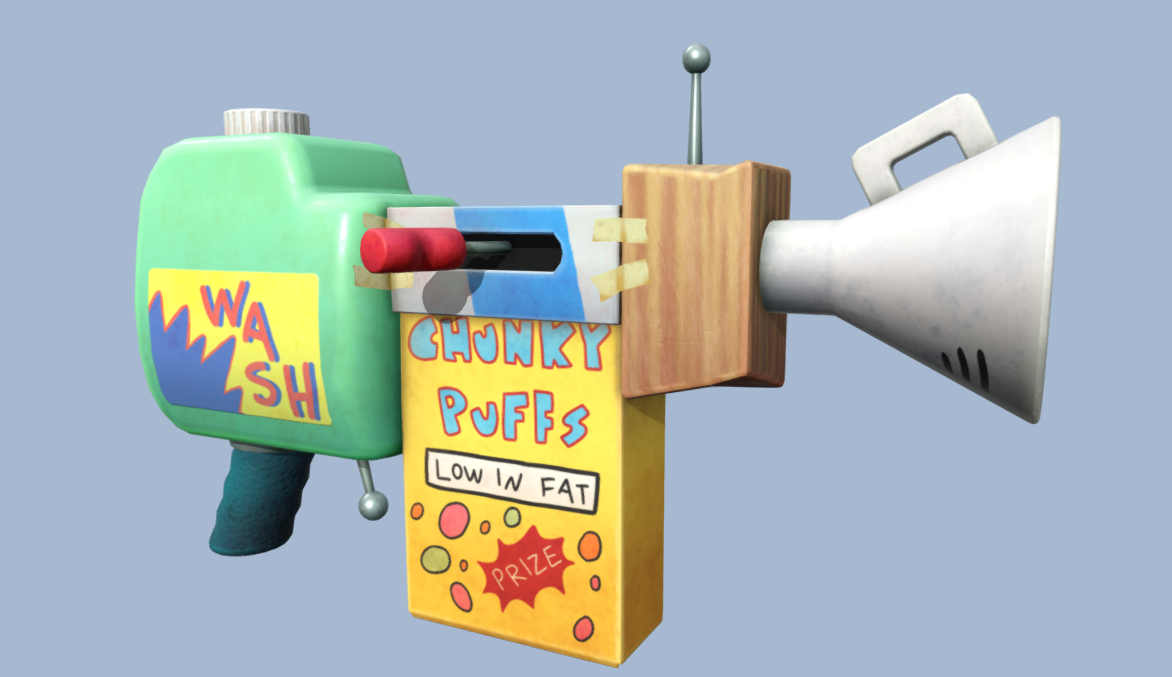 WA
SH
CHUNKY
PUFFS
LOW IN FAT
PRIZE